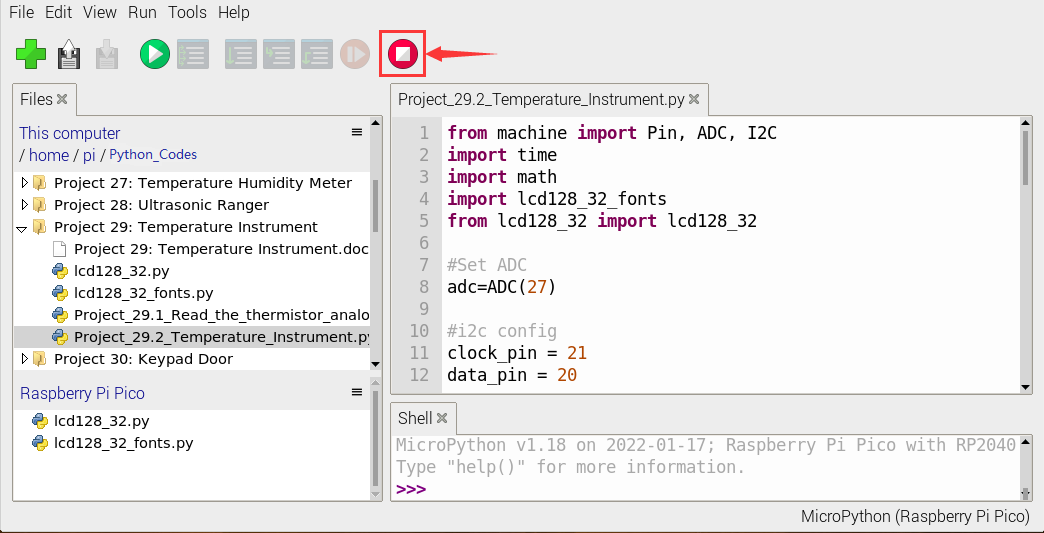 File Edit View Run Tools Help
Files
This computer
/ home / pi / Python_Codes
Project 27: Temperature Humidity Meter
Project 28: Ultrasonic Ranger
Project 29: Temperature Instrument
Project 29: Temperature Instrument.doc
lcd128_32.py
lcd128_32_fonts.py
Project_29.1_Read_the_thermistor_analo
Project_29.2_Temperature_Instrument.py
Project 30: Keypad Door
Raspberry Pi Pico
lcd128_32.py
lcd128_32_fonts.py
Project_29.2_Temperature_Instrument.py
1 from machine import Pin, ADC, I2C
2 import time
3 import math
4 import lcd128_32_fonts
5 from lcd128_32 import lcd128_32
6
7 #Set ADC
8 adc=ADC(27)
9
10 #i2c config
11 clock_pin = 21
12 data_pin = 20
Shell
MicroPython v1.18 on 2022-01-17; Raspberry Pi Pico with RP2040
Type "help()" for more information.
>>>
MicroPython (Raspberry Pi Pico)